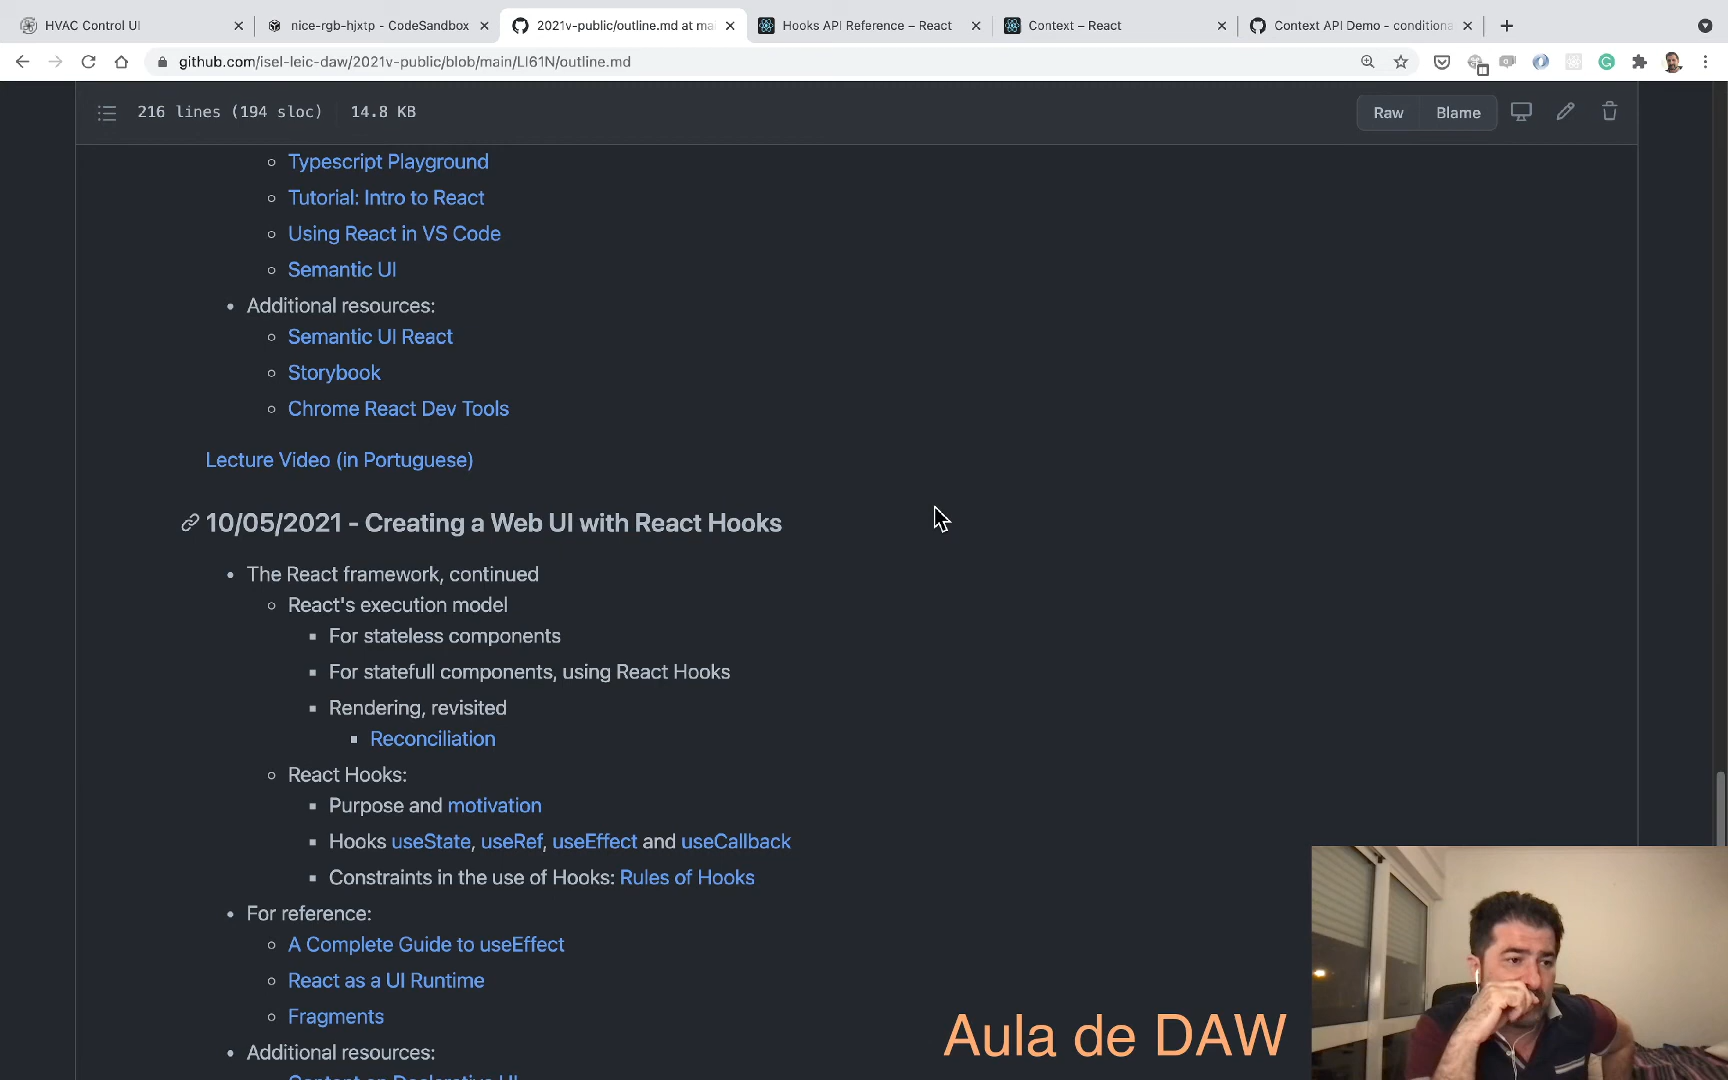 HVAC Control UI
nice-rgb-hjxtp - CodeSandbox
2021v-public/outline.md at ma
Hooks API Reference – React
Context – React
Context API Demo - conditiona
github.com/isel-leic-daw/2021v-public/blob/main/LI61N/outline.md
216 lines (194 sloc) 14.8 KB
Raw Blame
Typescript Playground
Tutorial: Intro to React
Using React in VS Code
Semantic UI
Additional resources:
Semantic UI React
Storybook
Chrome React Dev Tools
Lecture Video (in Portuguese)
10/05/2021 - Creating a Web UI with React Hooks
The React framework, continued
React's execution model
For stateless components
For statefull components, using React Hooks
Rendering, revisited
Reconciliation
React Hooks:
Purpose and motivation
Hooks useState, useRef, useEffect and useCallback
Constraints in the use of Hooks: Rules of Hooks
For reference:
A Complete Guide to useEffect
React as a UI Runtime
Fragments
Additional resources:
Content on Declarative UI
Aula de DAW